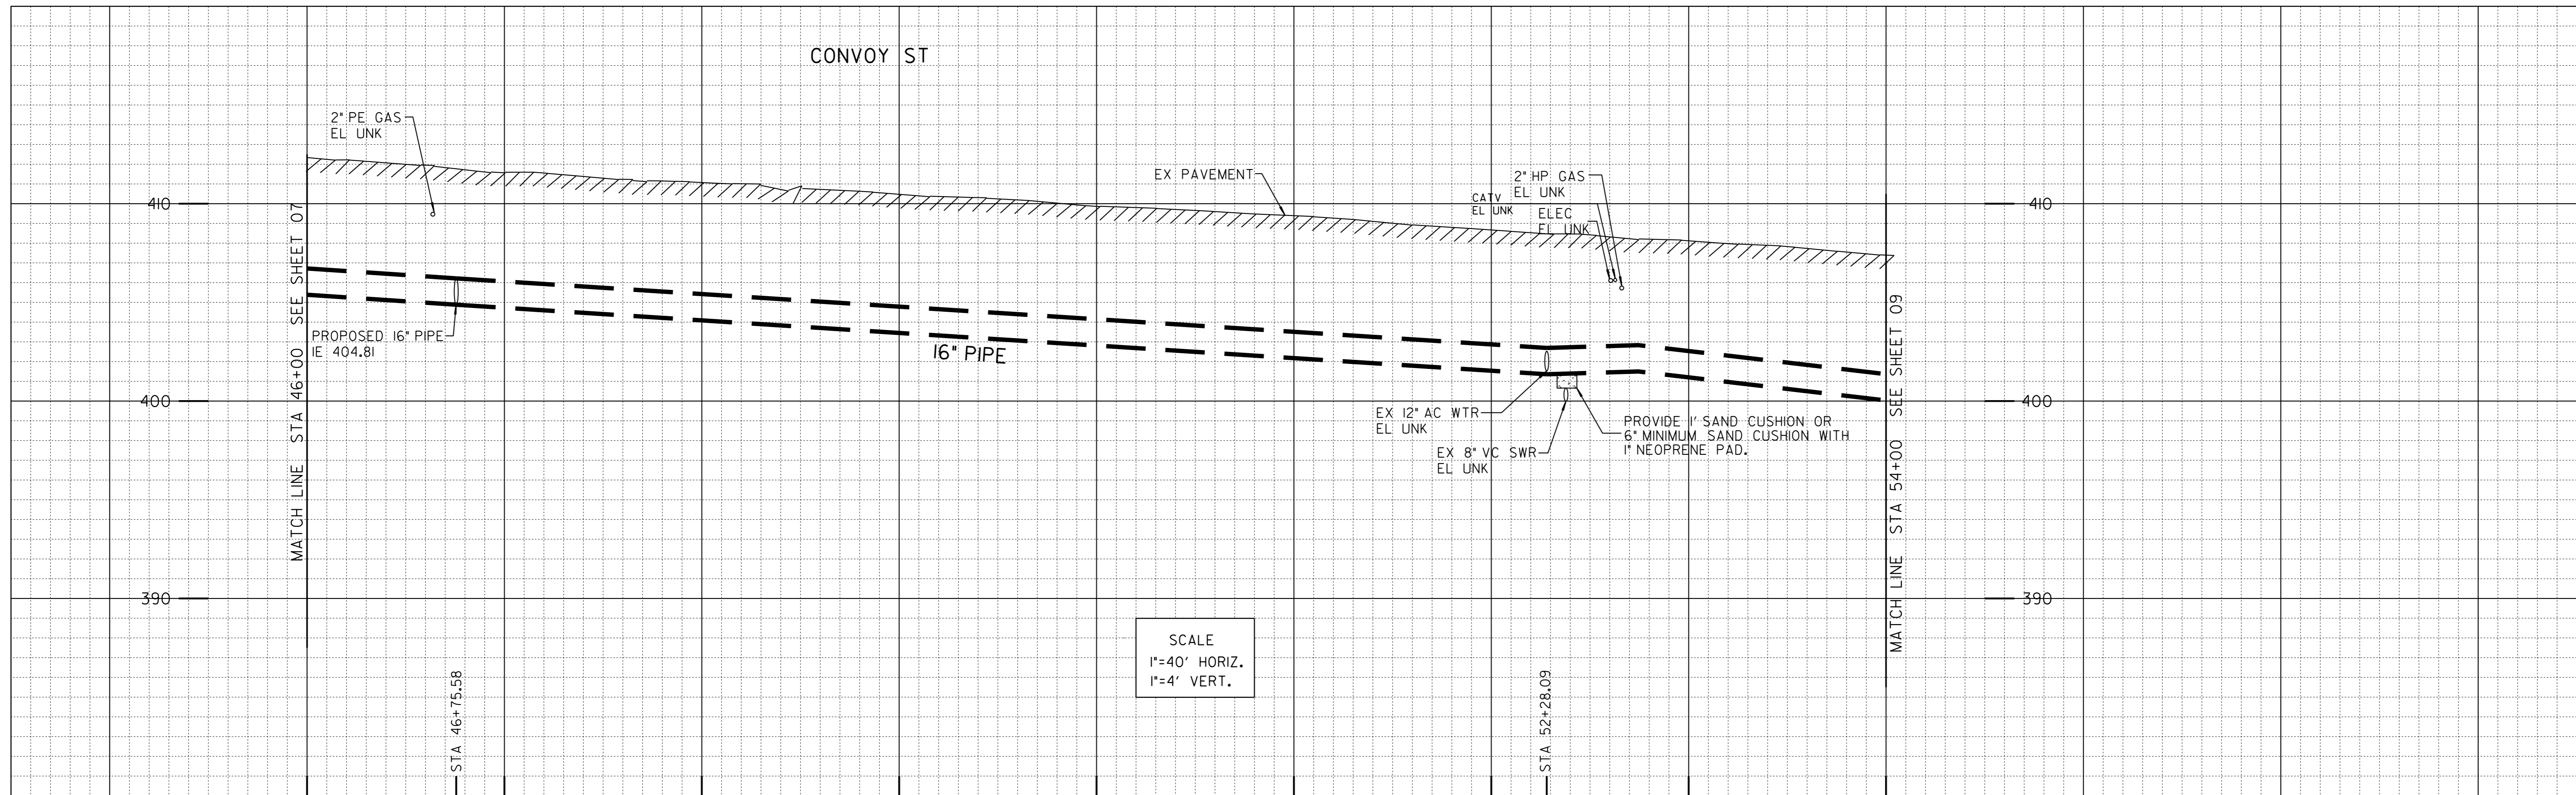 CONVOY ST
2" PE GAS
EL UNK
EX PAVEMENT
2" HP GAS
EL UNK
CATV
EL UNK
ELEC
EL UNK
410
410
MATCH LINE STA 46+00 SEE SHEET 07
PROPOSED 16" PIPE
IE 404.81
16" PIPE
MATCH LINE STA 54+00 SEE SHEET 09
400
400
EX 12" AC WTR
EL UNK
PROVIDE 1' SAND CUSHION OR
6" MINIMUM SAND CUSHION WITH
1" NEOPRENE PAD.
EX 8" VC SWR
EL UNK
390
390
SCALE
1"=40' HORIZ.
1"=4' VERT.
STA 46+75.58
STA 52+28.09